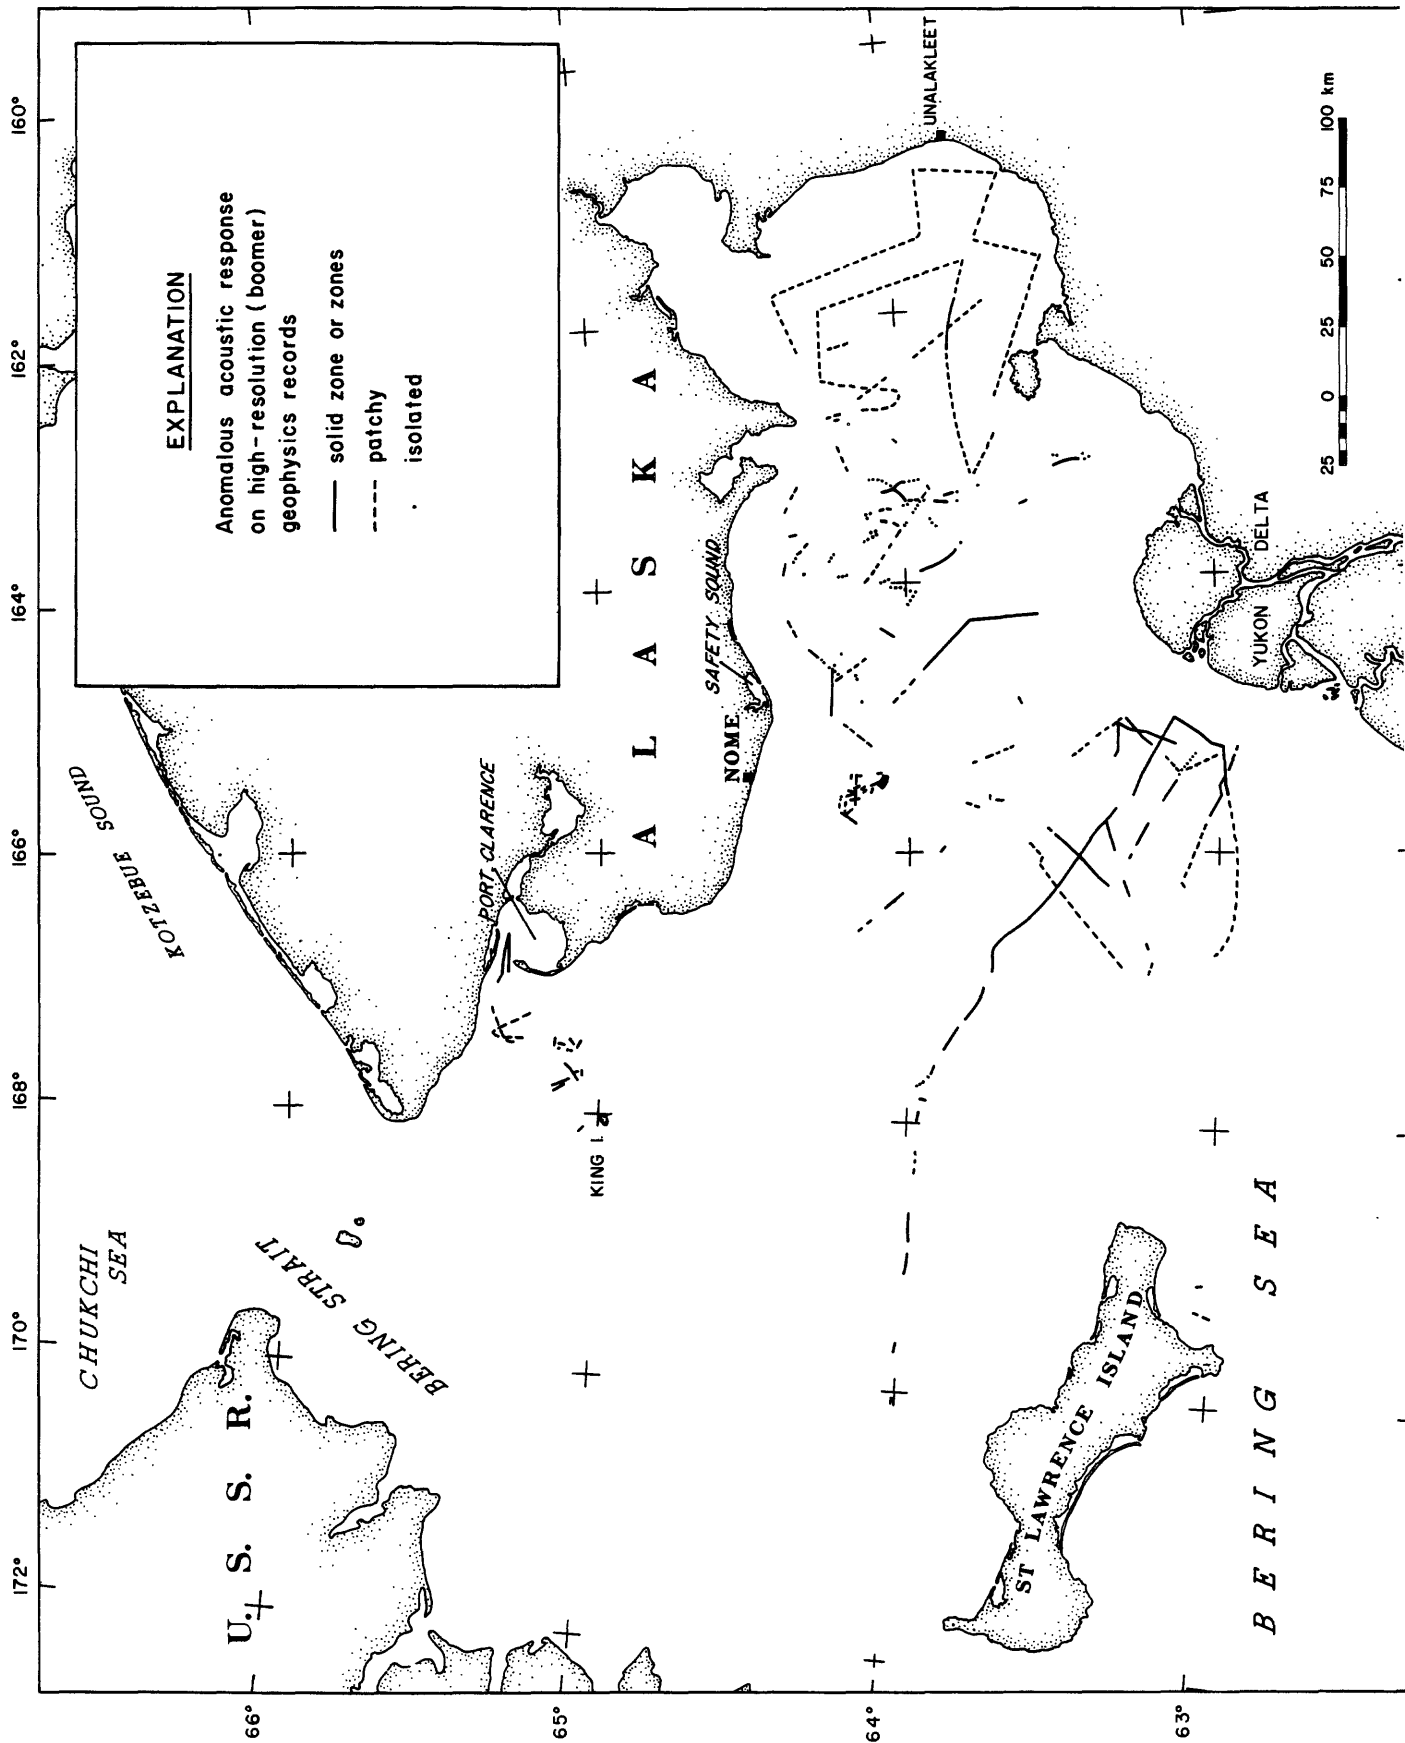 172°
170°
168°
166°
164°
162°
160°
66°
65°
64°
63°
EXPLANATION
Anomalous acoustic response
on high-resolution (boomer)
geophysics records
solid zone or zones
patchy
isolated
CHUKCHI
SEA
KOTZEBUE SOUND
U. S. S. R.
BERING STRAIT
KING I.
PORT CLARENCE
A L A S K A
NOME
SAFETY SOUND
UNALAKLEET
ST LAWRENCE ISLAND
YUKON
DELTA
BERING SEA
25 0 25 50 75 100 km